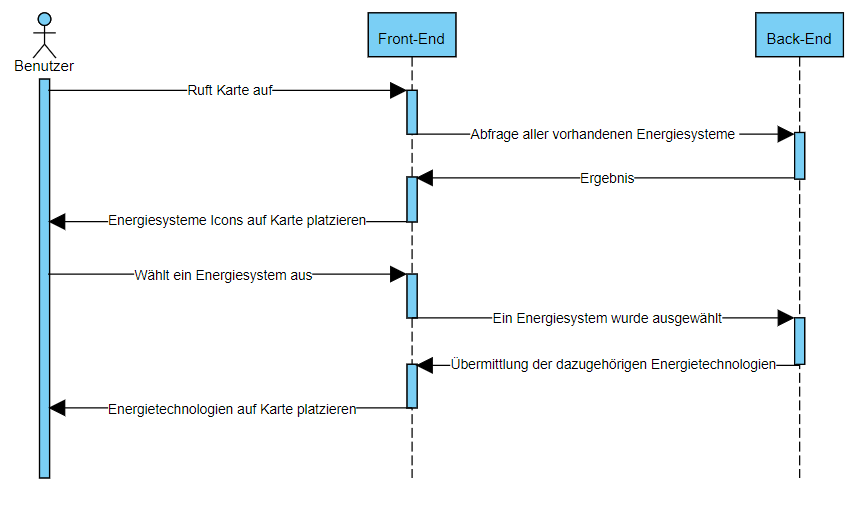 Benutzer
Front-End
Back-End
Ruft Karte auf
Abfrage aller vorhandenen Energiesysteme
Ergebnis
Energiesysteme Icons auf Karte platzieren
Wählt ein Energiesystem aus
Ein Energiesystem wurde ausgewählt
Übermittlung der dazugehörigen Energietechnologien
Energietechnologien auf Karte platzieren